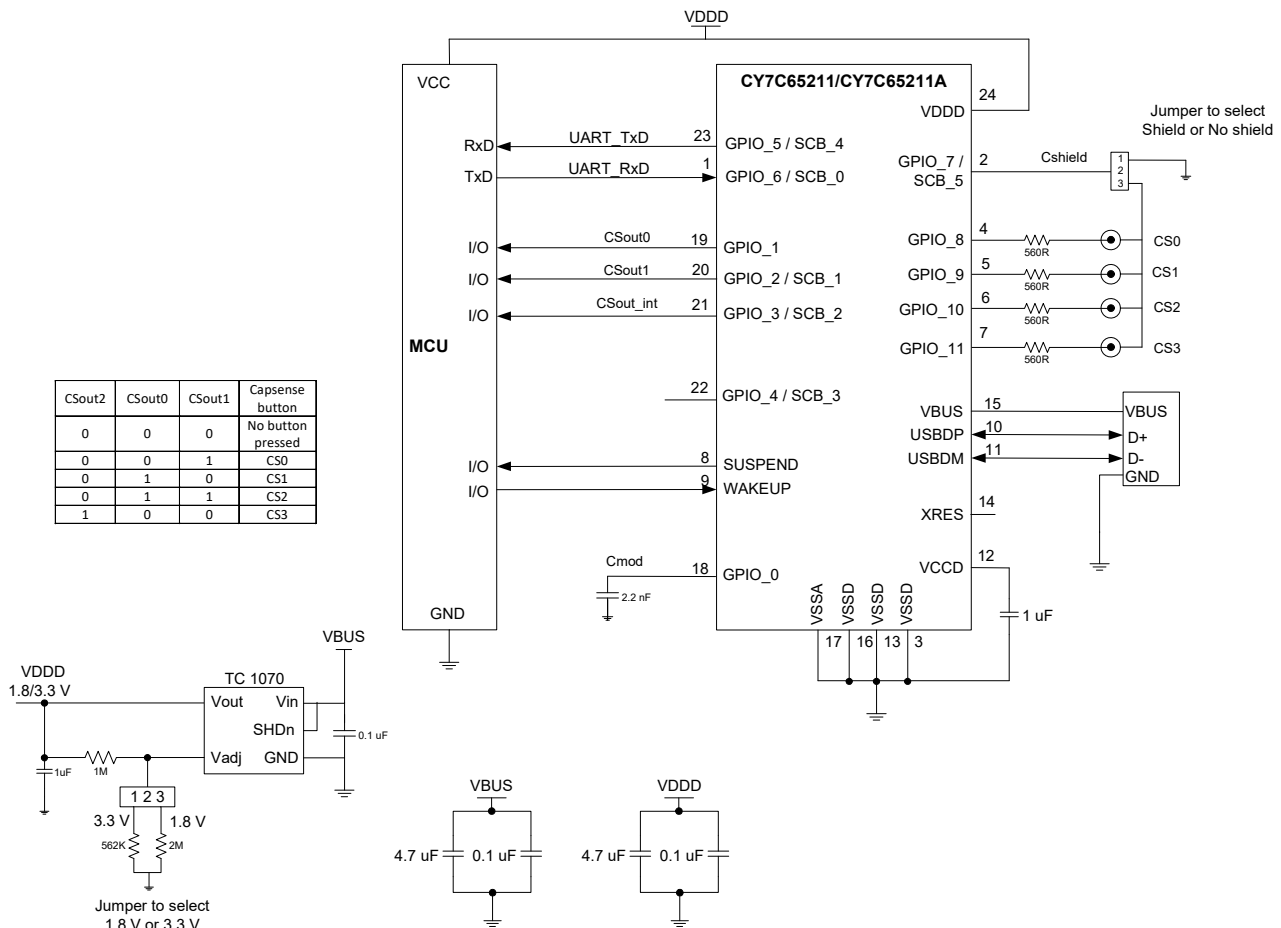 VDDD
VCC
CY7C65211/CY7C65211A
24
VDDD
Jumper to select
Shield or No shield
RxD
UART_TxD
23
GPIO_5 / SCB_4
TxD
UART_RxD
1
GPIO_6 / SCB_0
GPIO_7 /
SCB_5
2
Cshield
1
2
3
I/O
CSout0
19
GPIO_1
GPIO_8
4
560R
CS0
I/O
CSout1
20
GPIO_2 / SCB_1
GPIO_9
5
560R
CS1
I/O
CSout_int
21
GPIO_3 / SCB_2
GPIO_10
6
560R
CS2
MCU
GPIO_11
7
560R
CS3
22
GPIO_4 / SCB_3
VBUS
15
VBUS
USBDP
10
D+
USBDM
11
D-
GND
I/O
8
SUSPEND
I/O
9
WAKEUP
XRES
14
Cmod
18
GPIO_0
2.2 nF
VCCD
12
1 uF
VSSA
VSSD
VSSD
VSSD
17
16
13
3
GND
CSout2 CSout0 CSout1 Capsense
button
0 0 0 No button
pressed
0 0 1 CS0
0 1 0 CS1
0 1 1 CS2
1 0 0 CS3
VBUS
VDDD
1.8/3.3 V
TC 1070
Vout
Vin
SHDn
Vadj
GND
0.1 uF
1uF
1M
1 2 3
3.3 V
1.8 V
562K
2M
Jumper to select
1.8 V or 3.3 V
VBUS
4.7 uF
0.1 uF
VDDD
4.7 uF
0.1 uF